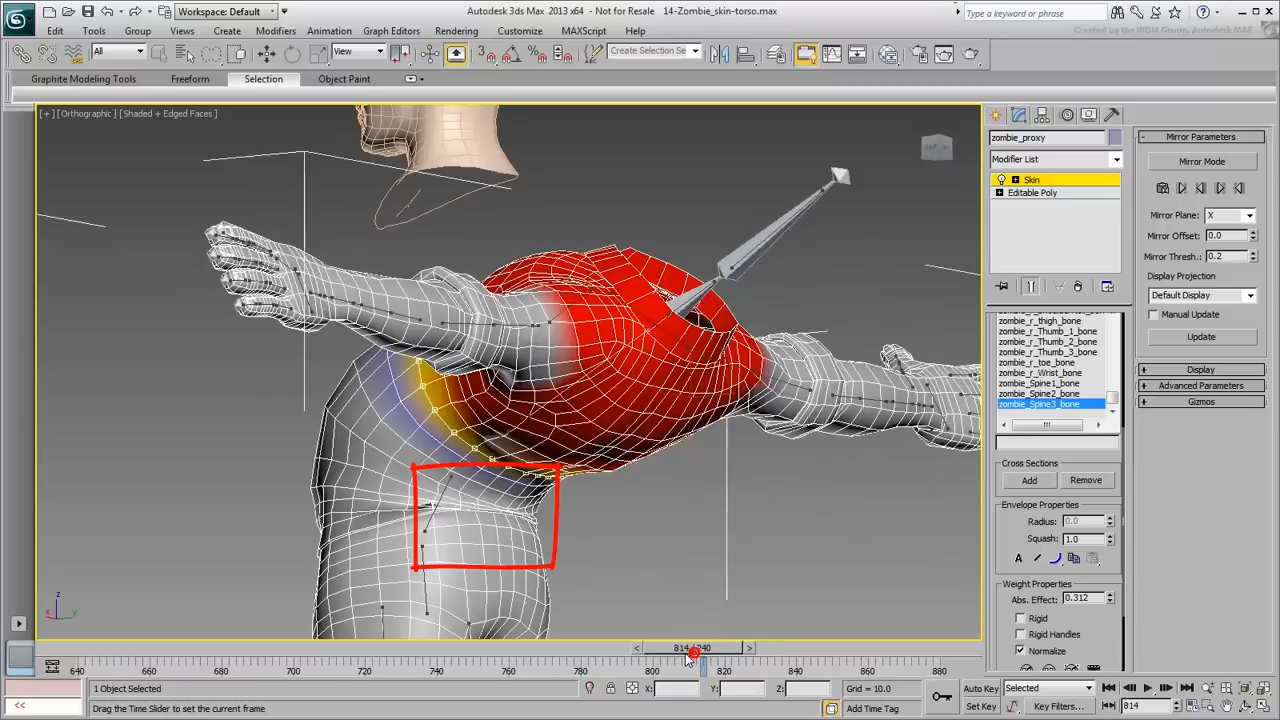 Workspace: Default
Autodesk 3ds Max 2013 x64 - Not for Resale 14-Zombie_skin-torso.max
Type a keyword or phrase
Edit Tools Group Views Create Modifiers Animation Graph Editors Rendering Customize MAXScript Help
All
View
Create Selection Se
Graphite Modeling Tools Freeform Selection Object Paint
[+][Orthographic][Shaded + Edged Faces]
zombie_proxy
Modifier List
Skin
Editable Poly
zombie_r_thigh_bone
zombie_r_Thumb_1_bone
zombie_r_Thumb_2_bone
zombie_r_Thumb_3_bone
zombie_r_toe_bone
zombie_r_Wrist_bone
zombie_Spine1_bone
zombie_Spine2_bone
zombie_Spine3_bone
Cross Sections
Add Remove
Envelope Properties
Radius: 0.0
Squash: 1.0
Weight Properties
Abs. Effect: 0.312
Rigid
Rigid Handles
Normalize
Mirror Parameters
Mirror Mode
Mirror Plane: X
Mirror Offset: 0.0
Mirror Thresh.: 0.2
Display Projection
Default Display
Manual Update
Update
Display
Advanced Parameters
Gizmos
z
x
y
640 660 680 700 720 740 760 780 800 820 840 860 880
1 Object Selected
X: Y: Z:
Grid = 10.0
Auto Key Selected
<<
Drag the Time Slider to set the current frame
Add Time Tag
Set Key Key Filters...
814